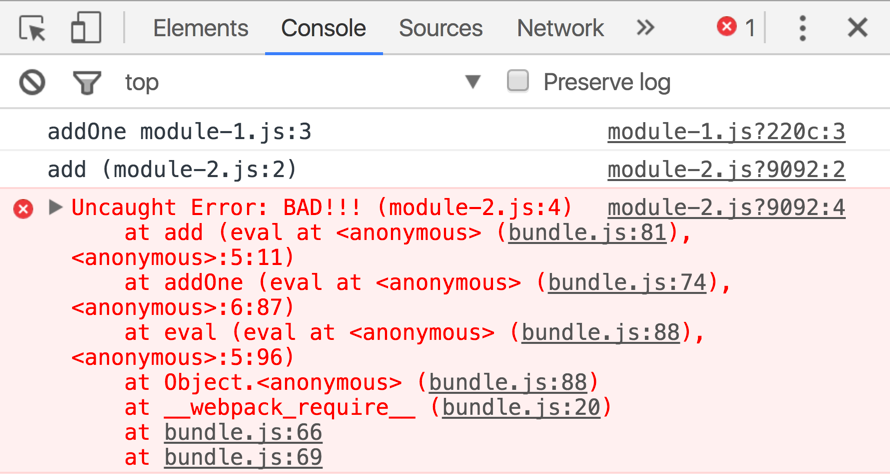 Elements Console Sources Network » 1
top Preserve log
addOne module-1.js:3 module-1.js?220c:3
add (module-2.js:2) module-2.js?9092:2
Uncaught Error: BAD!!! (module-2.js:4) module-2.js?9092:4
at add (eval at <anonymous> (bundle.js:81),
<anonymous>:5:11)
at addOne (eval at <anonymous> (bundle.js:74),
<anonymous>:6:87)
at eval (eval at <anonymous> (bundle.js:88),
<anonymous>:5:96)
at Object.<anonymous> (bundle.js:88)
at __webpack_require__ (bundle.js:20)
at bundle.js:66
at bundle.js:69